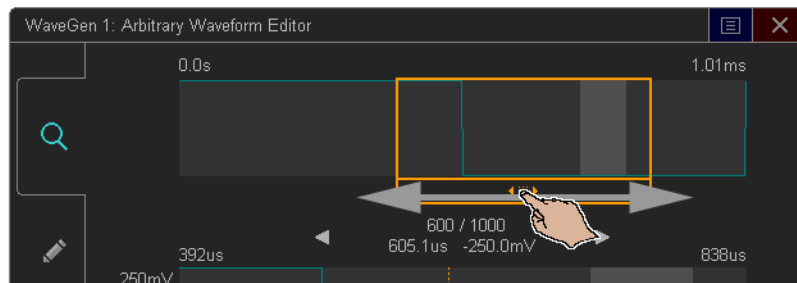 WaveGen 1: Arbitrary Waveform Editor
0.0s 1.01ms
600 / 1000
605.1us -250.0mV
392us 838us
250mV